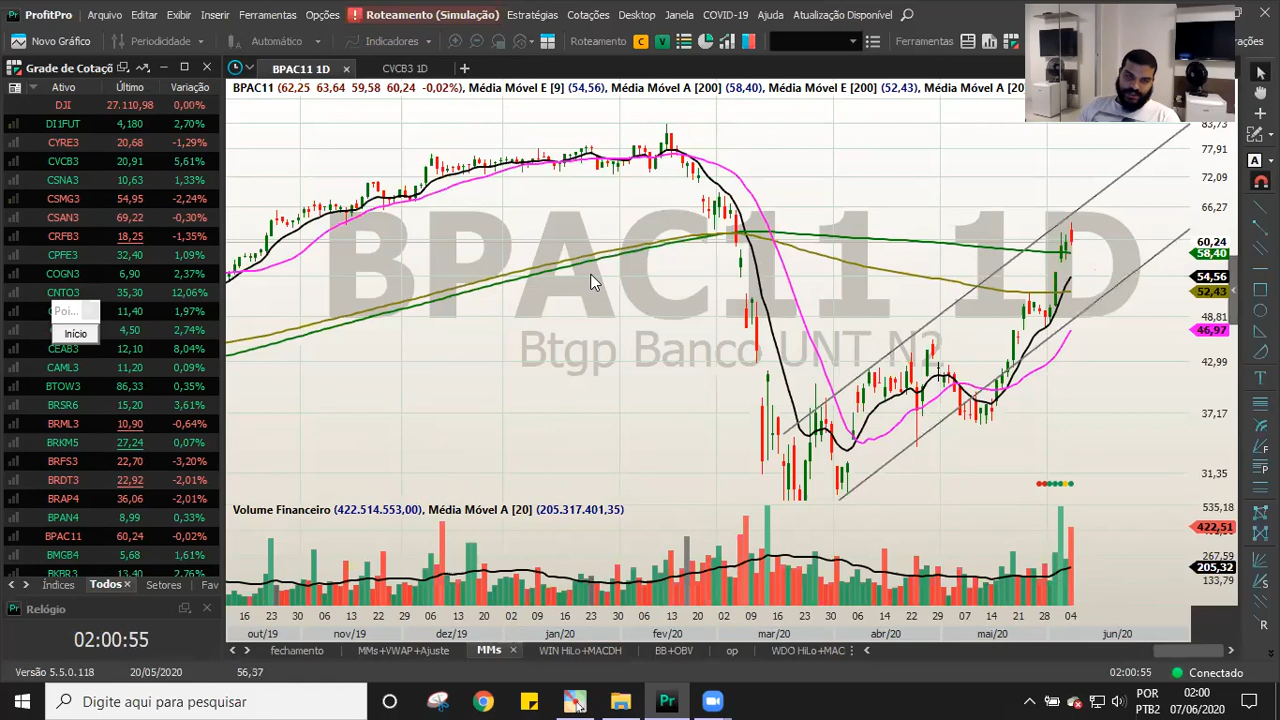 ProfitPro
Arquivo Editar Exibir Inserir Ferramentas Opções Roteamento (Simulação) Estratégias Cotações Desktop Janela COVID-19 Ajuda Atualização Disponível
Novo Gráfico Periodicidade Automático Indicadores Roteamento C V Ferramentas
Grade de Cotaçõ
BPAC11 1D
CVCB3 1D
Ativo Último Variação
BPAC11 (62,25 63,64 59,58 60,24 -0,02%), Média Móvel E [9] (54,56), Média Móvel A [200] (58,40), Média Móvel E [200] (52,43), Média Móvel A [20]
DJI 27.110,98 0,00%
DI1FUT 4,180 2,70%
CYRE3 20,68 -1,29%
CVCB3 20,91 5,61%
CSNA3 10,63 1,33%
CSMG3 54,95 -2,24%
CSAN3 69,22 -0,30%
CRFB3 18,25 -1,35%
CPFE3 32,40 1,09%
COGN3 6,90 2,37%
CNTO3 35,30 12,06%
11,40 1,97%
4,50 2,74%
CEAB3 12,10 8,04%
CAML3 11,20 0,09%
BTOW3 86,33 0,35%
BRSR6 15,20 3,61%
BRML3 10,90 -0,64%
BRKM5 27,24 0,07%
BRFS3 22,70 -3,20%
BRDT3 22,92 -2,01%
BRAP4 36,06 -2,01%
BPAN4 8,99 0,33%
BPAC11 60,24 -0,02%
BMGB4 5,68 1,61%
BKBR3 13,40 2,76%
Poi...
Início
Índices Todos Setores Fav
BPAC11 1D
Btgp Banco UNT N2
83,73
77,91
72,09
66,27
60,24
58,40
54,56
52,43
48,81
46,97
42,99
37,17
31,35
Volume Financeiro (422.514.553,00), Média Móvel A [20] (205.317.401,35)
535,18
422,51
267,59
205,32
133,79
16 23 30 06 13 22 29 06 13 20 30 02 09 16 23 30 06 13 20 02 09 16 23 30 06 14 22 29 07 14 21 28 04
out/19 nov/19 dez/19 jan/20 fev/20 mar/20 abr/20 mai/20 jun/20
Relógio
02:00:55
fechamento MMs+VWAP+Ajuste MMs WIN HiLo+MACDH BB+OBV op WDO HiLo+MAC
Versão 5.5.0.118 20/05/2020 56,37 02:00:55 Conectado
Digite aqui para pesquisar
Pr
POR
PTB2
02:00
07/06/2020